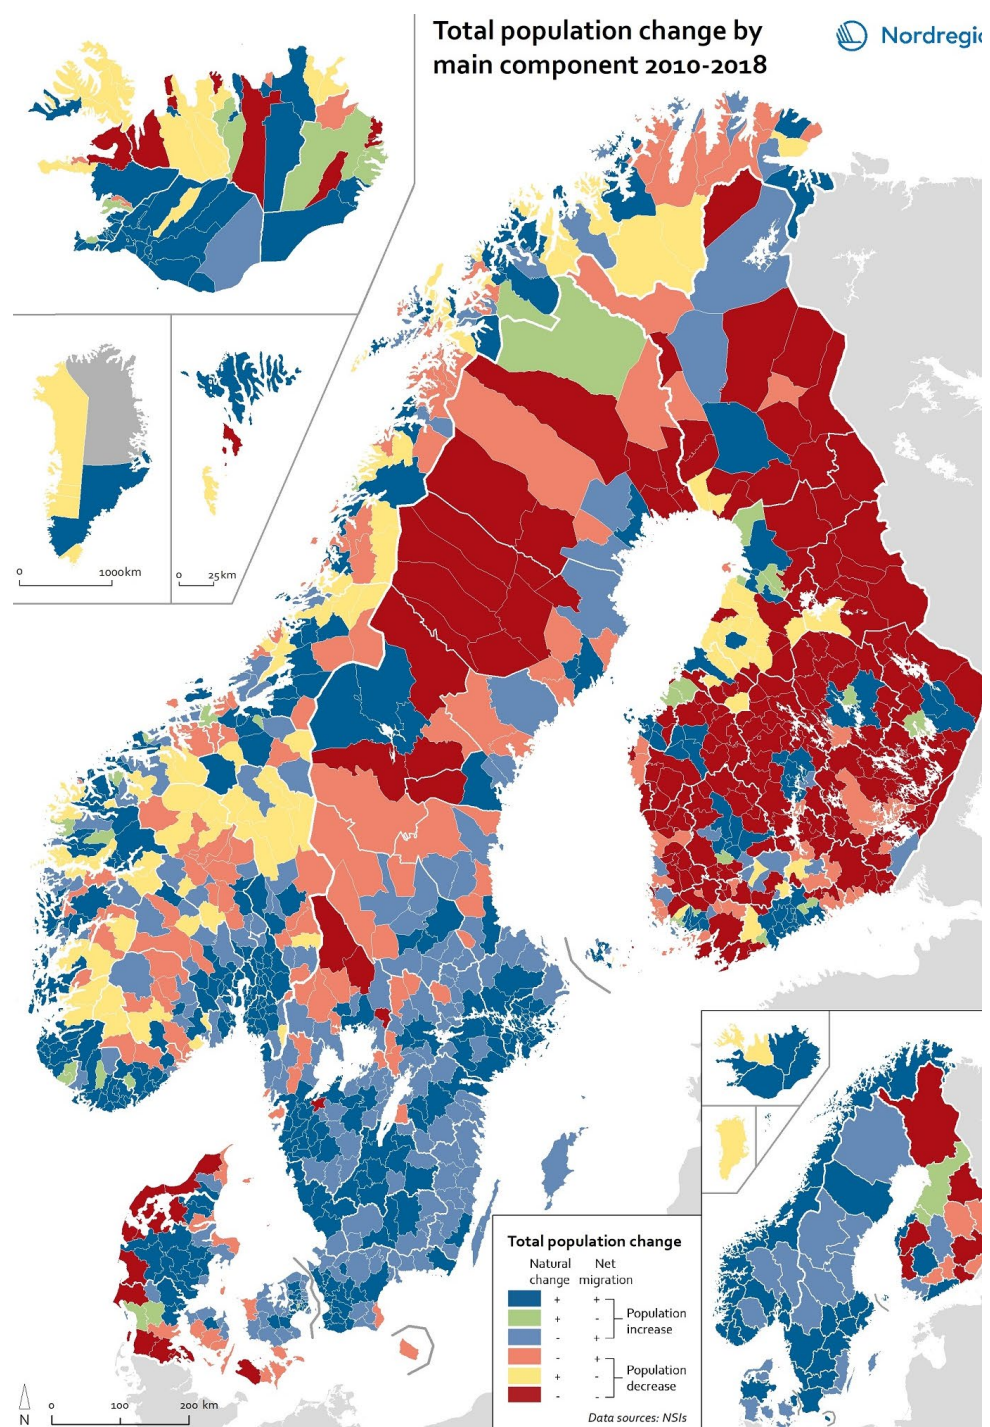 Total population change by
main component 2010-2018
Nordregio
0 1000km
0 25km
Total population change
Natural change Net migration
+ +
+ - Population increase
- +
- +
+ - Population decrease
- -
Data sources: NSIs
N
0 100 200 km